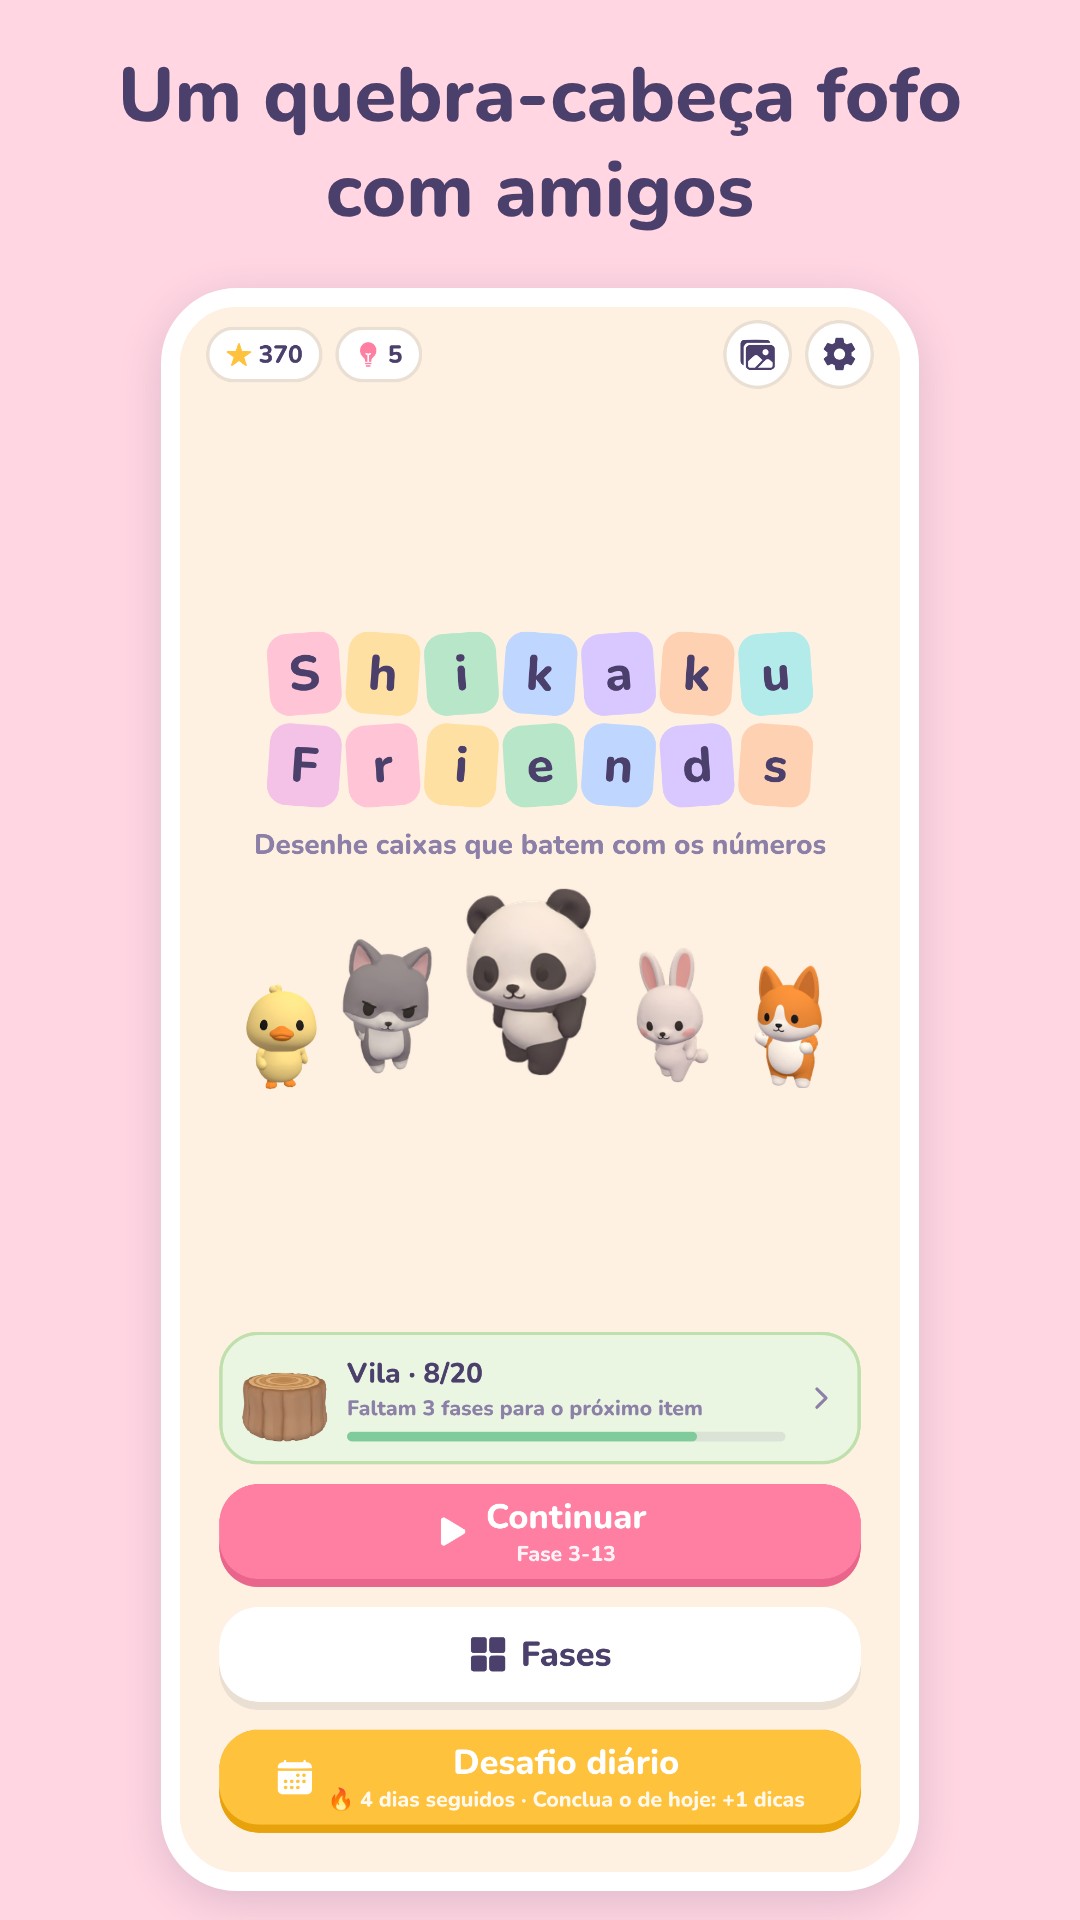 Um quebra-cabeça fofo
com amigos
370
5
Shikaku
Friends
Desenhe caixas que batem com os números
Vila · 8/20
Faltam 3 fases para o próximo item
Continuar
Fase 3-13
Fases
Desafio diário
🔥 4 dias seguidos · Conclua o de hoje: +1 dicas